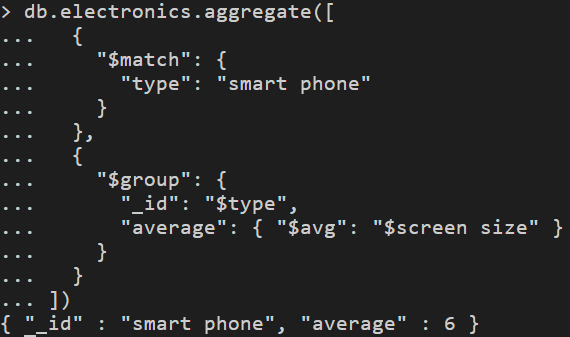 > db.electronics.aggregate([
...   {
...     "$match": {
...       "type": "smart phone"
...     }
...   },
...   {
...     "$group": {
...       "_id": "$type",
...       "average": { "$avg": "$screen size" }
...     }
...   }
... ])
{ "_id" : "smart phone", "average" : 6 }